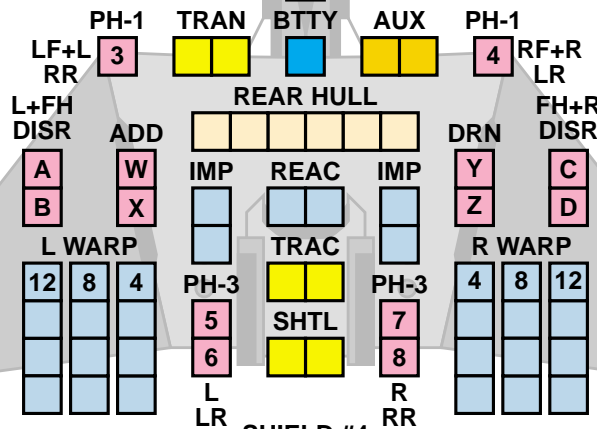 PH-1 TRAN BTTY AUX PH-1
LF+L 3 4 RF+R
RR LR
L+FH REAR HULL FH+R
DISR ADD DRN DISR
A W IMP REAC IMP Y C
B X Z D
L WARP TRAC R WARP
12 8 4 PH-3 PH-3 4 8 12
5 SHTL 7
6 8
L R
LR RR
SHIELD #4